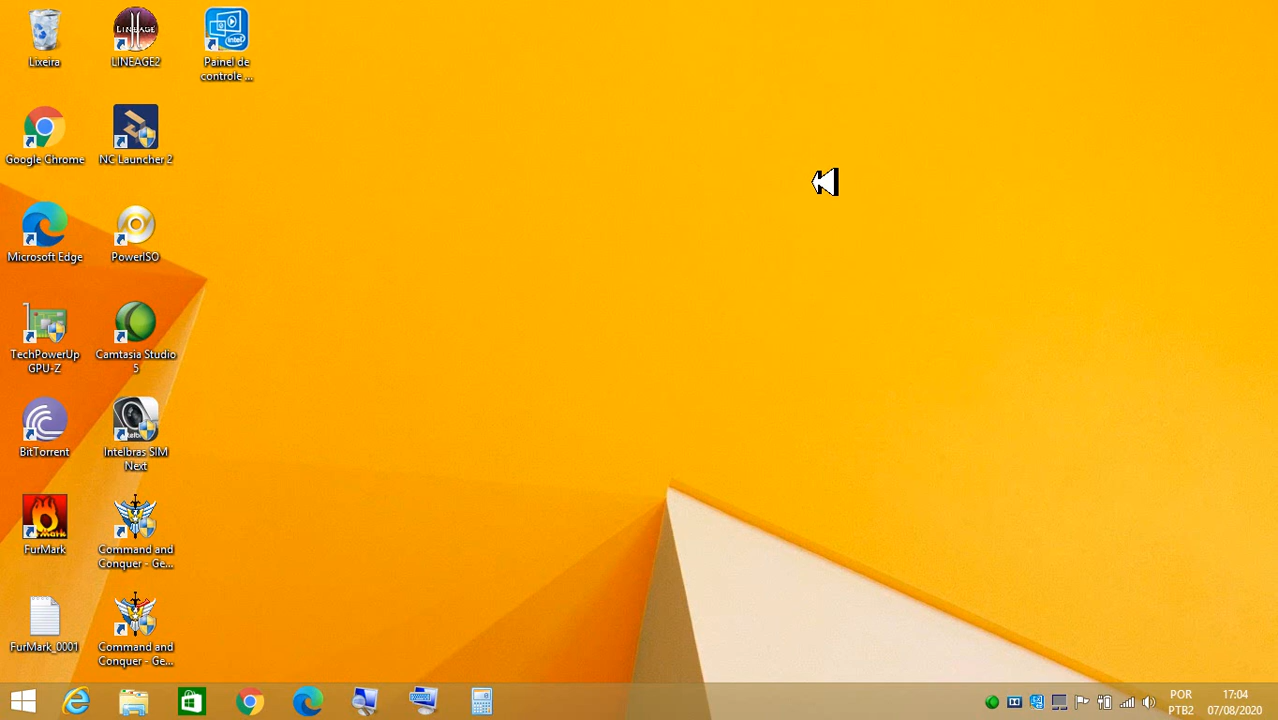 Lixeira
LINEAGE2
Painel de
controle ...
Google Chrome
NC Launcher 2
Microsoft Edge
PowerISO
TechPowerUp
GPU-Z
Camtasia Studio
5
BitTorrent
Intelbras SIM
Next
FurMark
Command and
Conquer - Ge...
FurMark_0001
Command and
Conquer - Ge...
POR
PTB2
17:04
07/08/2020